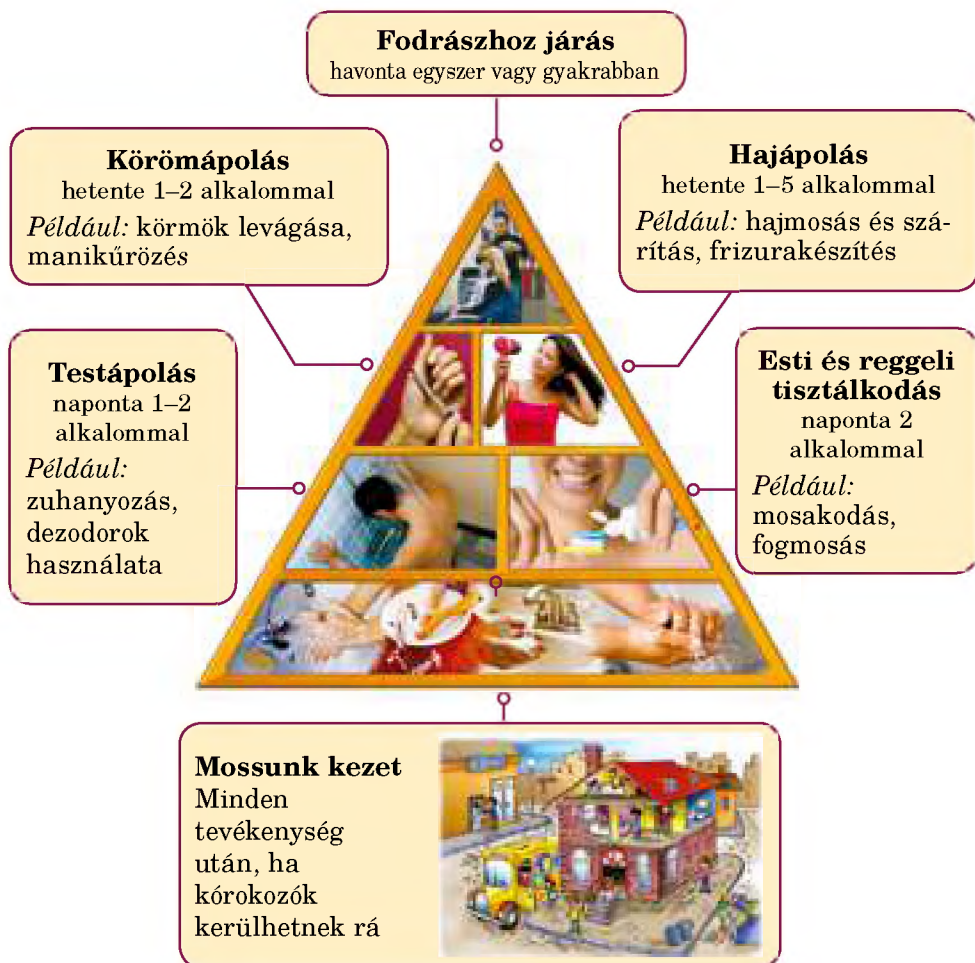 Fodrászhoz járás
havonta egyszer vagy gyakrabban
Körömápolás
hetente 1–2 alkalommal
Például: körmök levágása,
manikűrözés
Hajápolás
hetente 1–5 alkalommal
Például: hajmosás és szá-
rítás, frizurakészítés
Testápolás
naponta 1–2
alkalommal
Például:
zuhanyozás,
dezodorok
használata
Esti és reggeli
tisztálkodás
naponta 2
alkalommal
Például:
mosakodás,
fogmosás
Mossunk kezet
Minden
tevékenység
után, ha
kórokozók
kerülhetnek rá